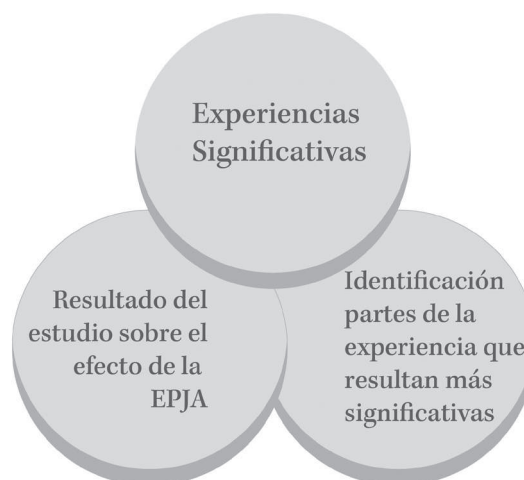 Experiencias
Significativas
Resultado del
estudio sobre el
efecto de la
EPJA
Identificación
partes de la
experiencia que
resultan más
significativas